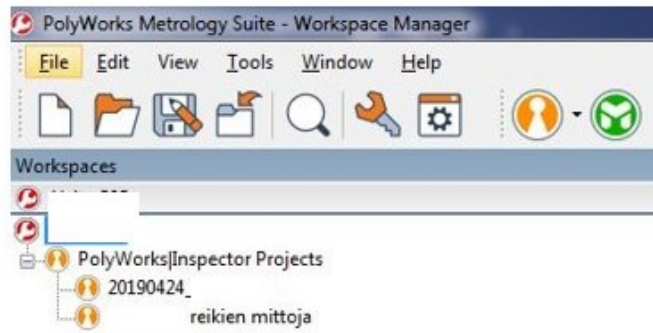 PolyWorks Metrology Suite - Workspace Manager
File Edit View Tools Window Help
Workspaces
PolyWorks|Inspector Projects
20190424_
reikien mittoja